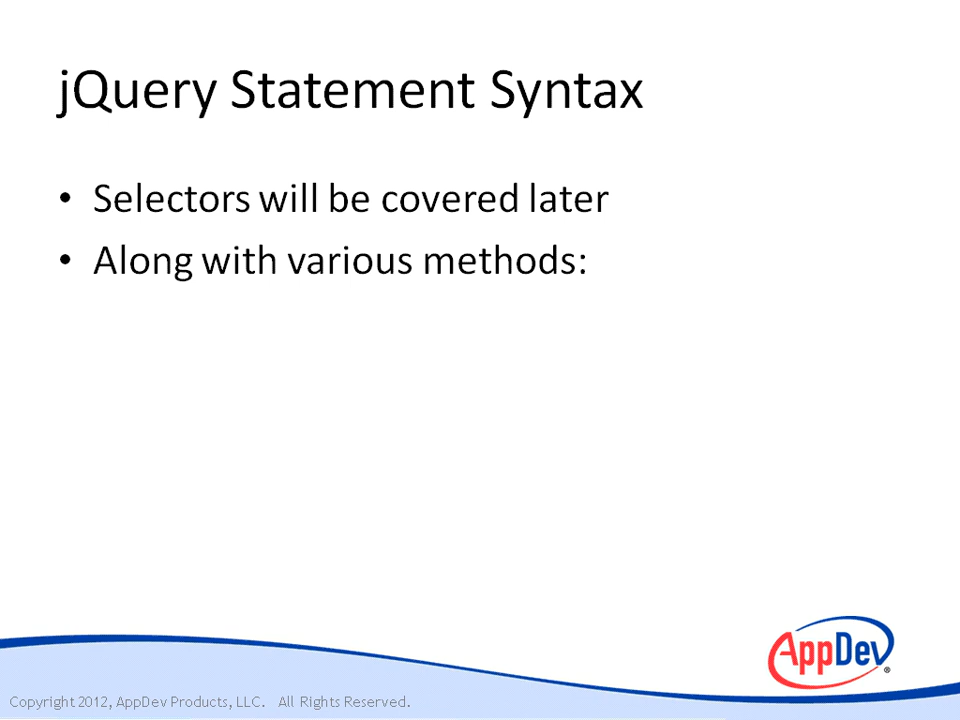 jQuery Statement Syntax
• Selectors will be covered later
• Along with various methods:
AppDev®
Copyright 2012, AppDev Products, LLC. All Rights Reserved.